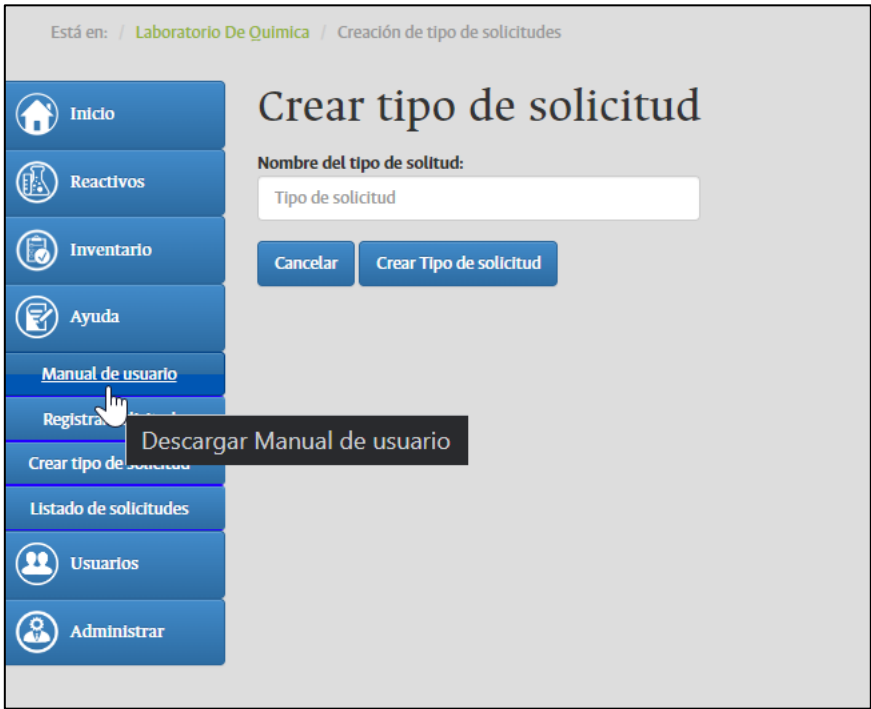 Está en: / Laboratorio De Quimica / Creación de tipo de solicitudes
Inicio
Reactivos
Inventario
Ayuda
Manual de usuario
Descargar Manual de usuario
Crear tipo de
Listado de solicitudes
Usuarios
Administrar
Crear tipo de solicitud
Nombre del tipo de solitud:
Tipo de solicitud
Cancelar
Crear Tipo de solicitud